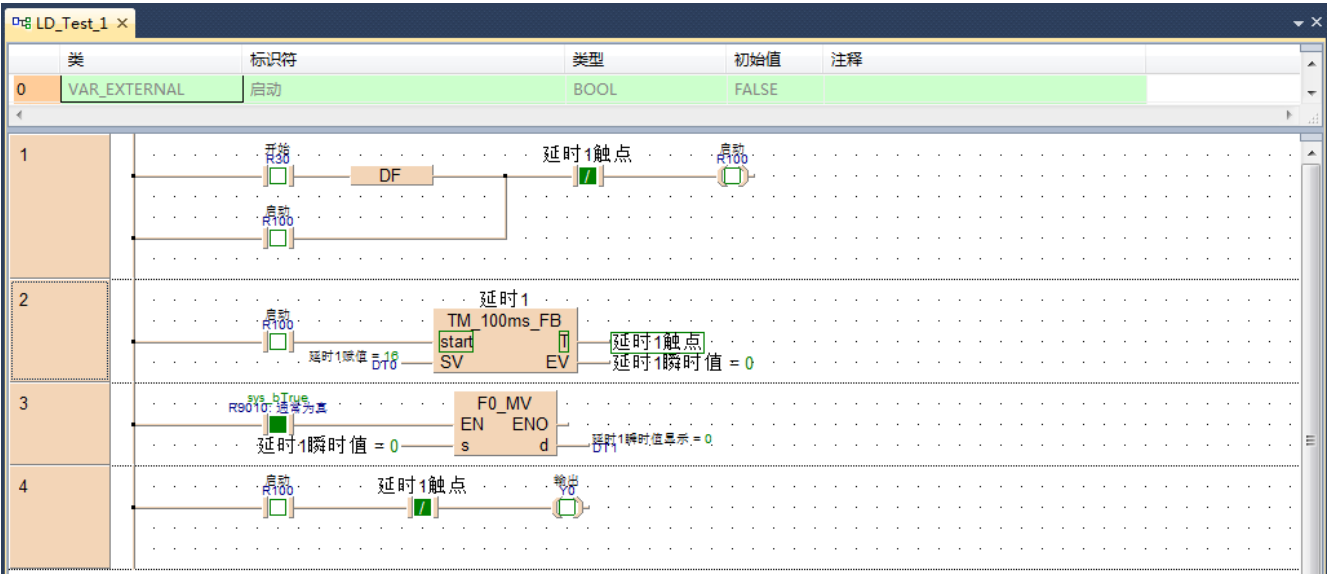 LD_Test_1
类 标识符 类型 初始值 注释
0 VAR_EXTERNAL 启动 BOOL FALSE
1
开始
R30
DF
延时1触点
启动
R100
启动
R100
2
延时1
启动
R100
TM_100ms_FB
start T
延时1触点
延时1赋值 = 16
DT0
SV EV
延时1瞬时值 = 0
3
sys_bTrue
R9010: 通常为真
F0_MV
EN ENO
延时1瞬时值 = 0
s d
延时1瞬时值显示 = 0
DT1
4
启动
R100
延时1触点
输出
Y0